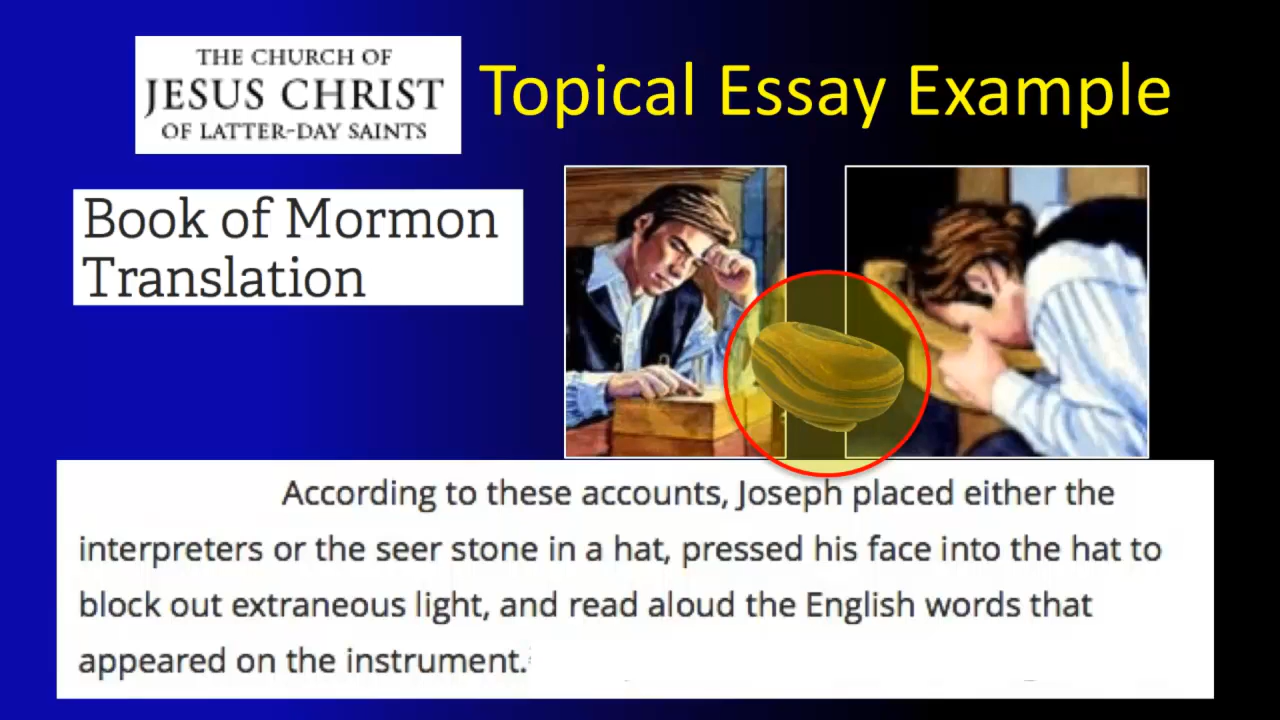 THE CHURCH OF
JESUS CHRIST
OF LATTER-DAY SAINTS
Topical Essay Example
Book of Mormon
Translation
According to these accounts, Joseph placed either the
interpreters or the seer stone in a hat, pressed his face into the hat to
block out extraneous light, and read aloud the English words that
appeared on the instrument.